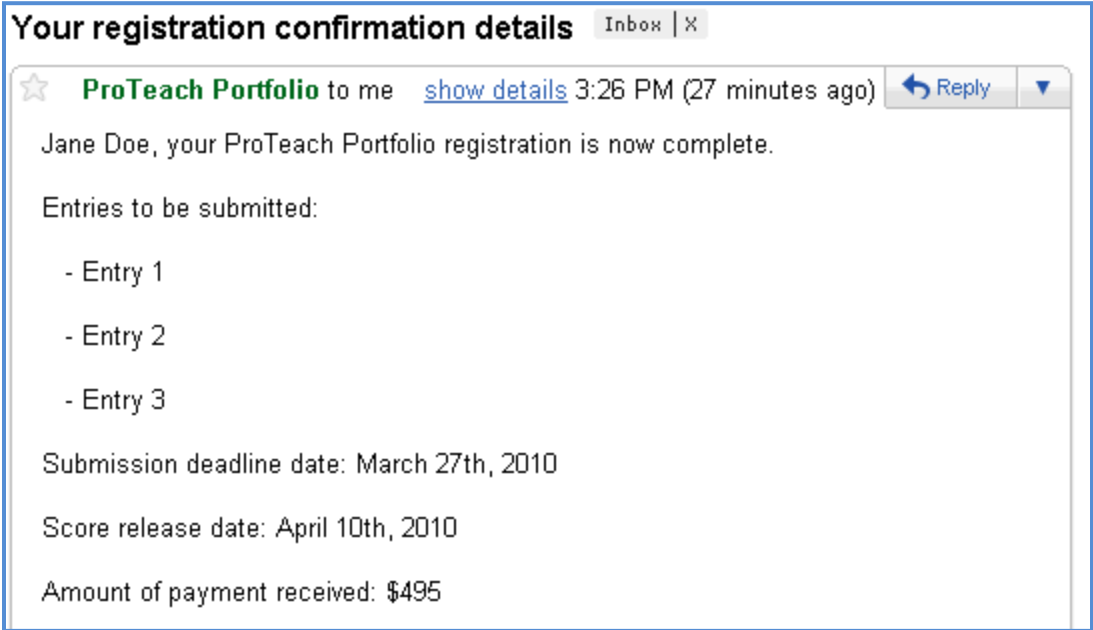 Your registration confirmation details Inbox | X
ProTeach Portfolio to me show details 3:26 PM (27 minutes ago) Reply
Jane Doe, your ProTeach Portfolio registration is now complete.
Entries to be submitted:
- Entry 1
- Entry 2
- Entry 3
Submission deadline date: March 27th, 2010
Score release date: April 10th, 2010
Amount of payment received: $495